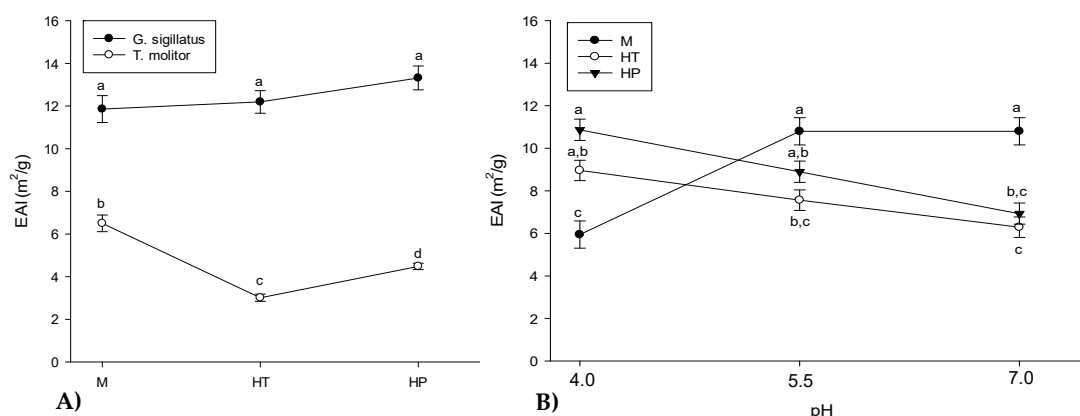 G. sigillatus
T. molitor
a
a
a
b
c
d
EAI (m²/g)
16
14
12
10
8
6
4
2
0
M
HT
HP
A)
M
HT
HP
a
a
a
a,b
a,b
b,c
c
b,c
c
EAI (m²/g)
16
14
12
10
8
6
4
2
0
4.0
5.5
7.0
pH
B)